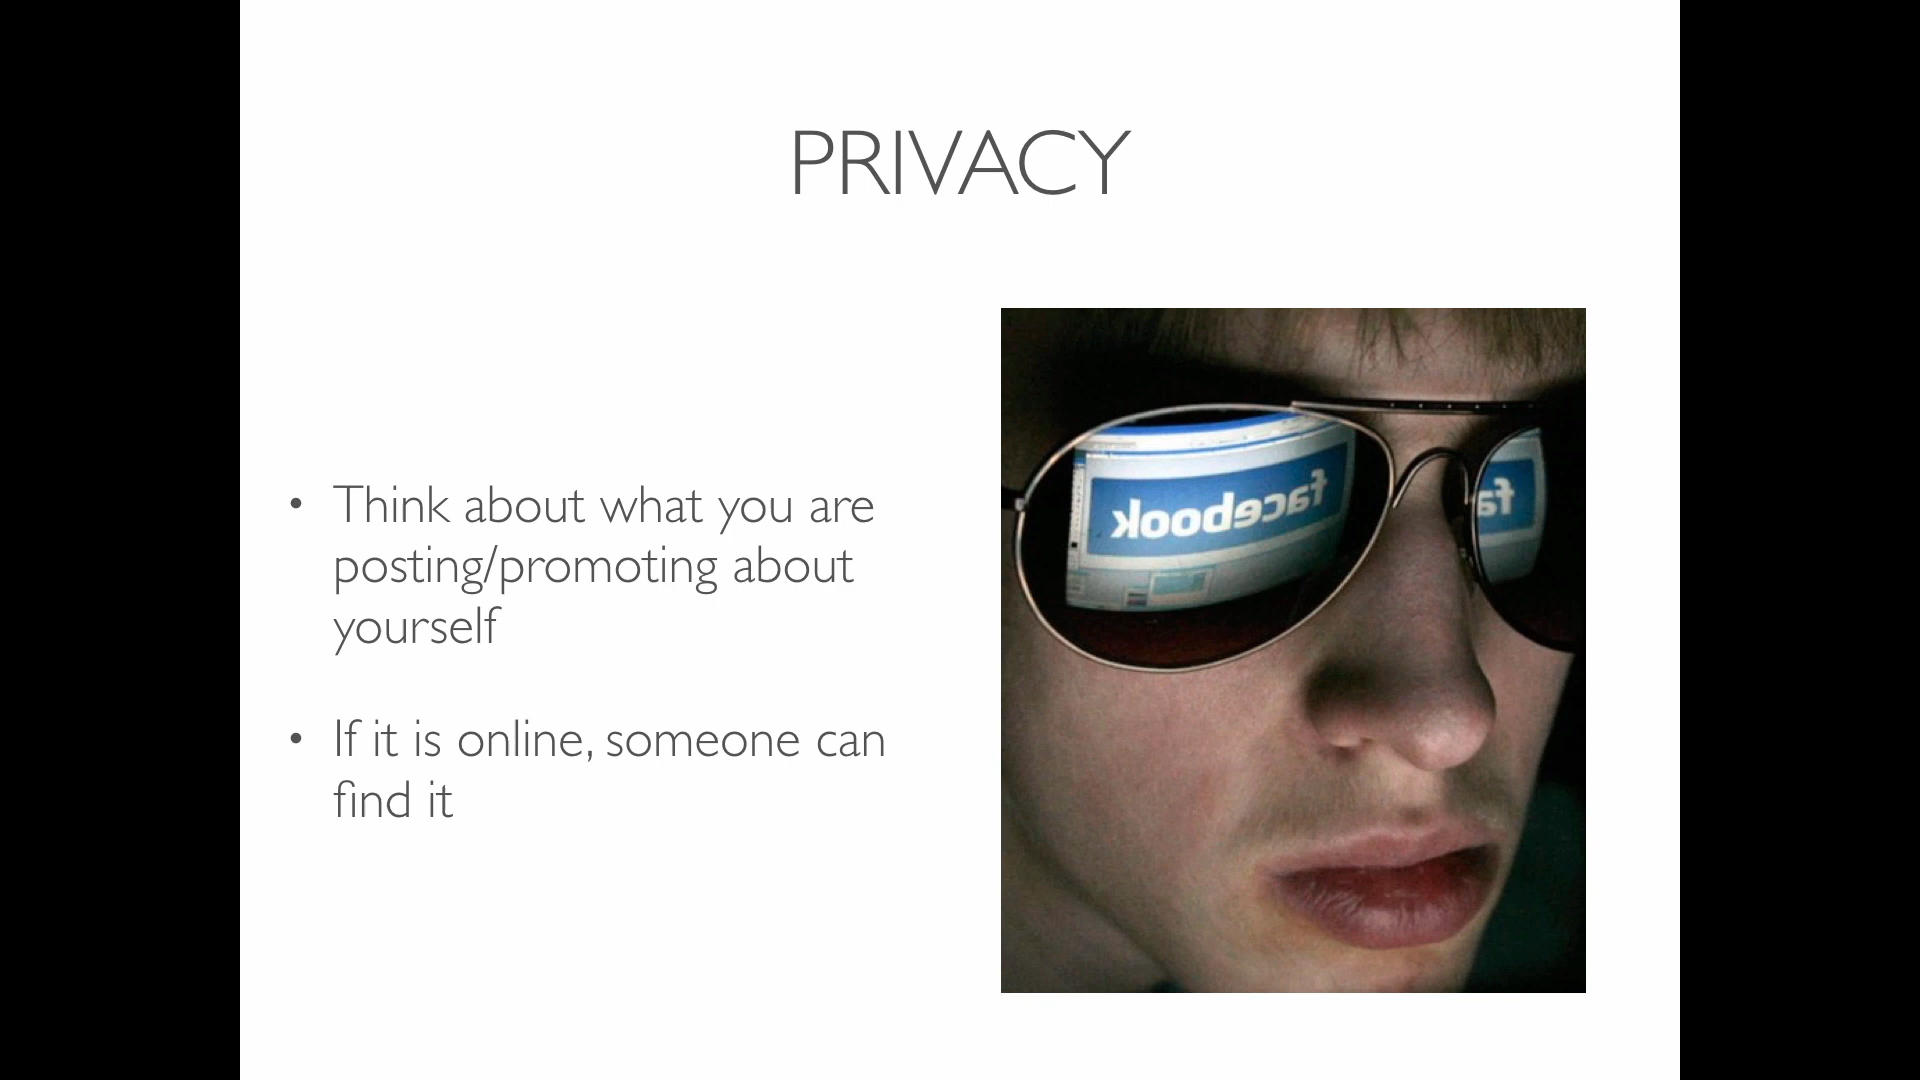 PRIVACY
• Think about what you are
posting/promoting about
yourself
• If it is online, someone can
find it
facebook
fa